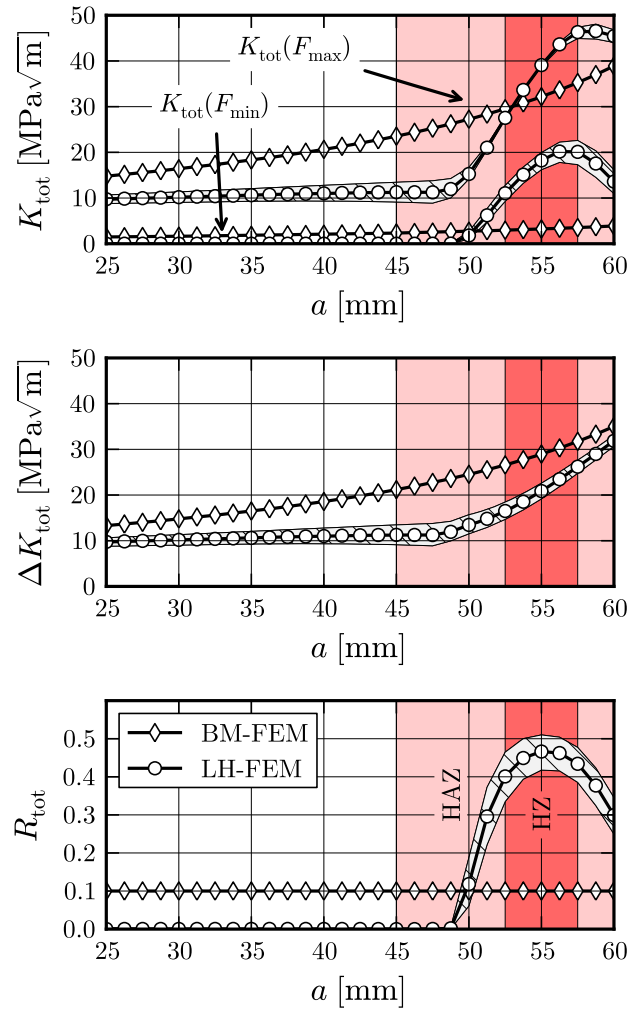 50
40
30
20
10
0
K_tot [MPa√m]
K_tot(F_max)
K_tot(F_min)
25 30 35 40 45 50 55 60
a [mm]
50
40
30
20
10
0
ΔK_tot [MPa√m]
25 30 35 40 45 50 55 60
a [mm]
0.5
0.4
0.3
0.2
0.1
0.0
R_tot
BM-FEM
LH-FEM
HAZ
HZ
25 30 35 40 45 50 55 60
a [mm]